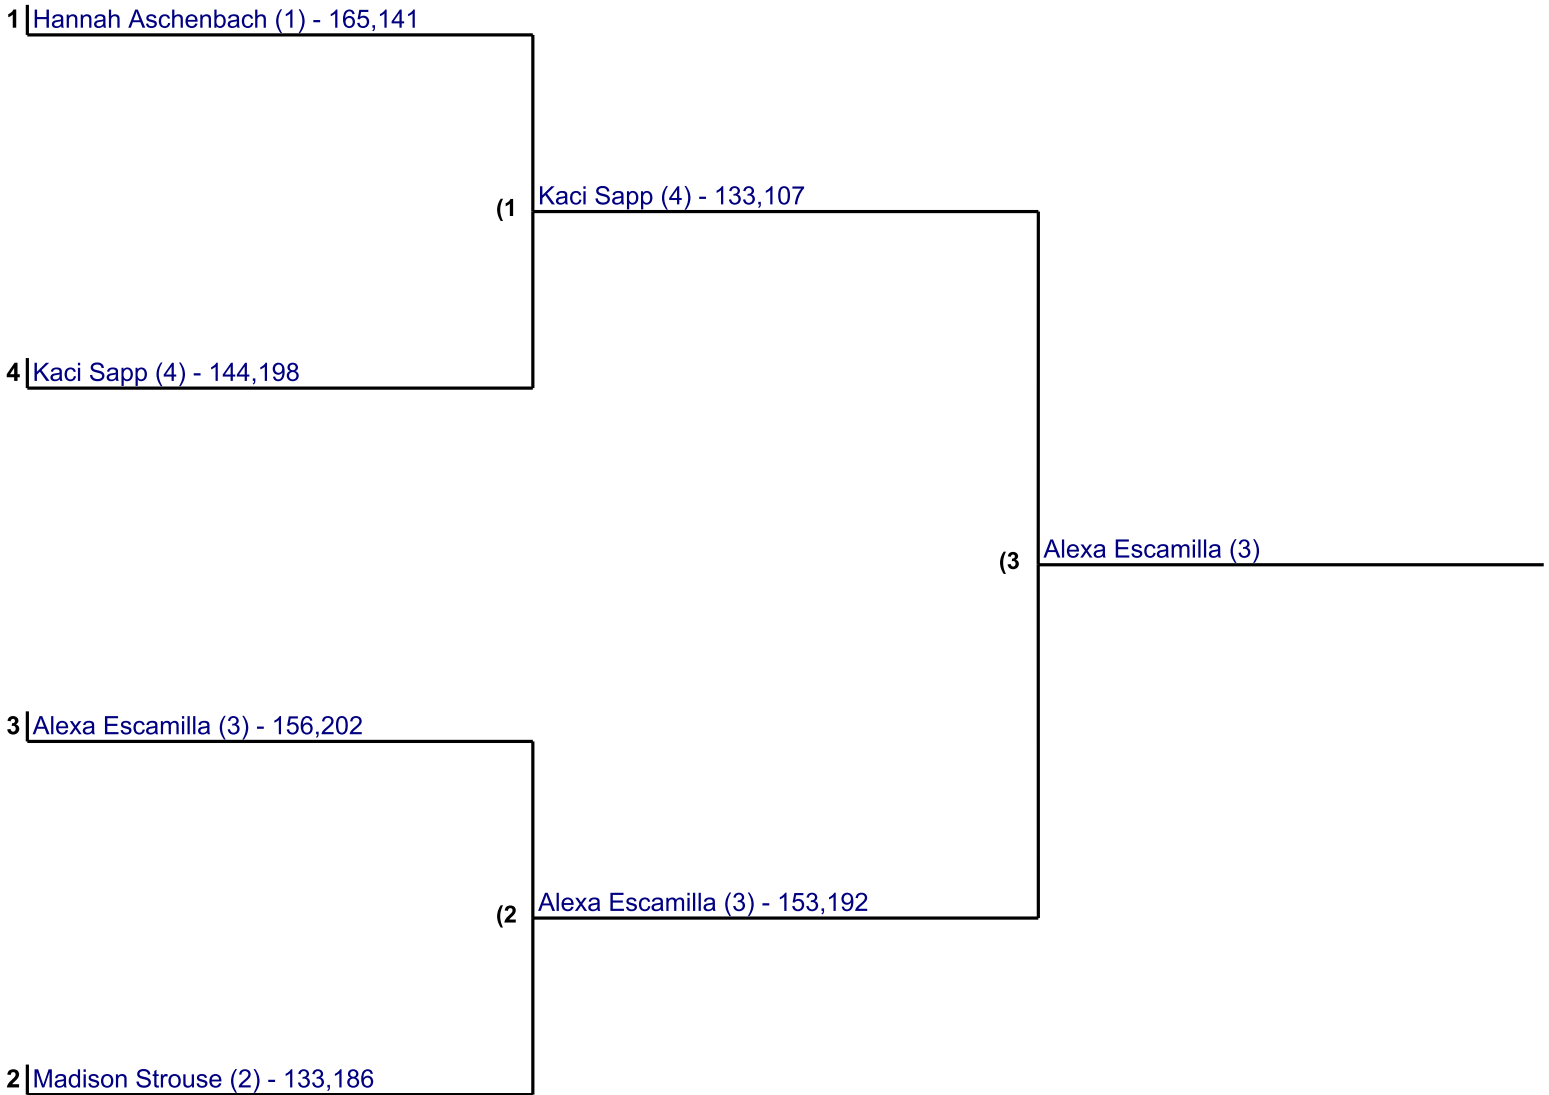 1 Hannah Aschenbach (1) - 165,141
(1 Kaci Sapp (4) - 133,107
4 Kaci Sapp (4) - 144,198
(3 Alexa Escamilla (3)
3 Alexa Escamilla (3) - 156,202
(2 Alexa Escamilla (3) - 153,192
2 Madison Strouse (2) - 133,186